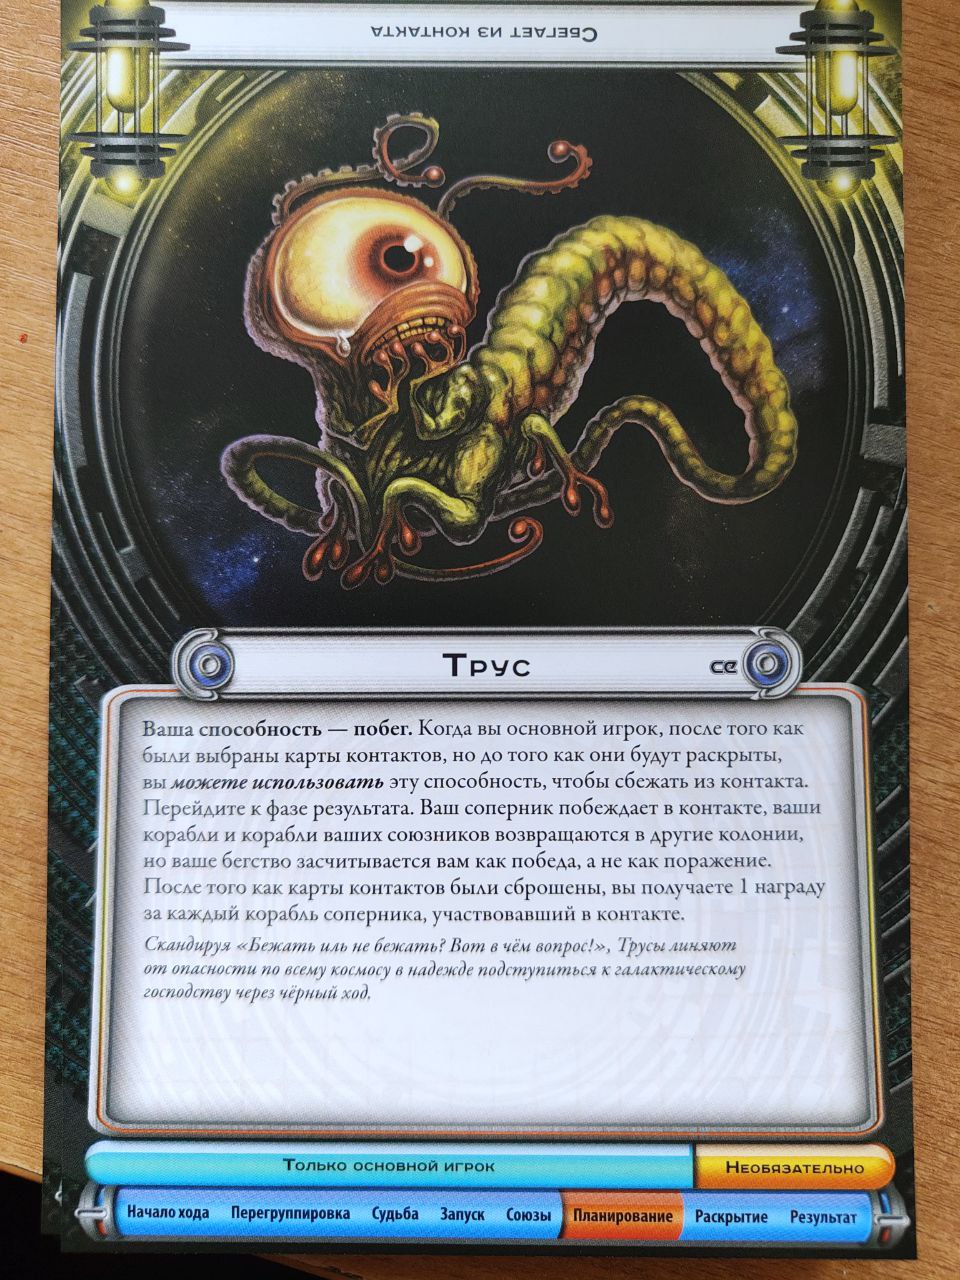 Сбегает из контакта
Трус
Ваша способность — побег. Когда вы основной игрок, после того как
были выбраны карты контактов, но до того как они будут раскрыты,
вы можете использовать эту способность, чтобы сбежать из контакта.
Перейдите к фазе результата. Ваш соперник побеждает в контакте, ваши
корабли и корабли ваших союзников возвращаются в другие колонии,
но ваше бегство засчитывается вам как победа, а не как поражение.
После того как карты контактов были сброшены, вы получаете 1 награду
за каждый корабль соперника, участвовавший в контакте.
Скандируя «Бежать иль не бежать? Вот в чём вопрос!», Трусы линяют
от опасности по всему космосу в надежде подступиться к галактическому
господству через чёрный ход.
Только основной игрок Необязательно
Начало хода Перегруппировка Судьба Запуск Союзы Планирование Раскрытие Результат